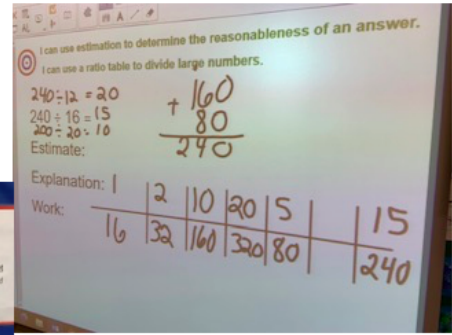 I can use estimation to determine the reasonableness of an answer.
I can use a ratio table to divide large numbers.
240÷12 = 20
240 ÷ 16 = 15
200 ÷ 20 = 10
Estimate:
160
+ 80
240
Explanation:
Work:
1 2 10 20 5 15
16 32 160 320 80 240